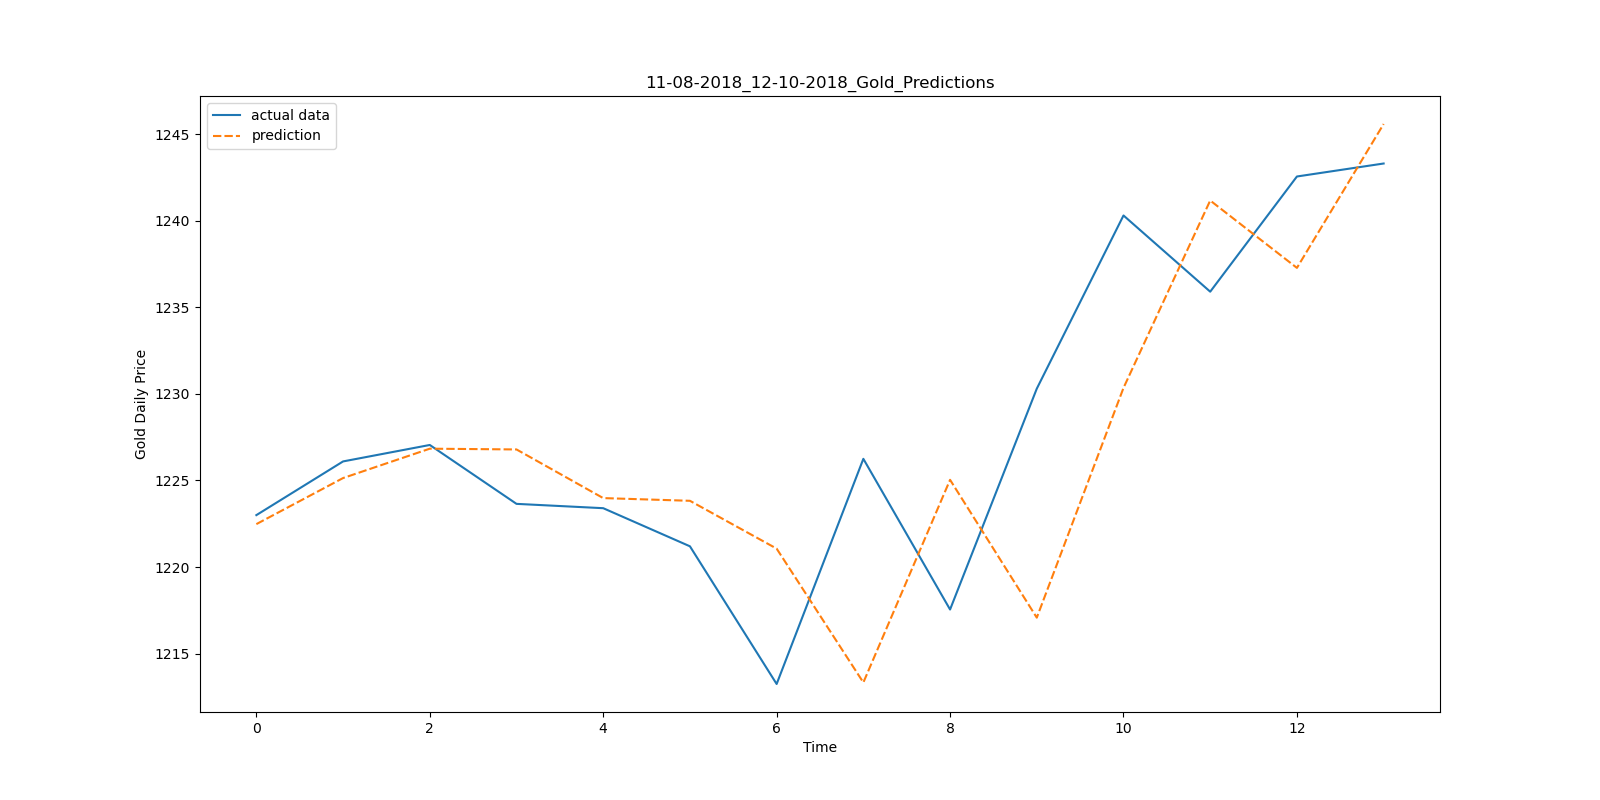 11-08-2018_12-10-2018_Gold_Predictions
actual data
prediction
1245
1240
1235
1230
1225
1220
1215
Gold Daily Price
0 2 4 6 8 10 12
Time